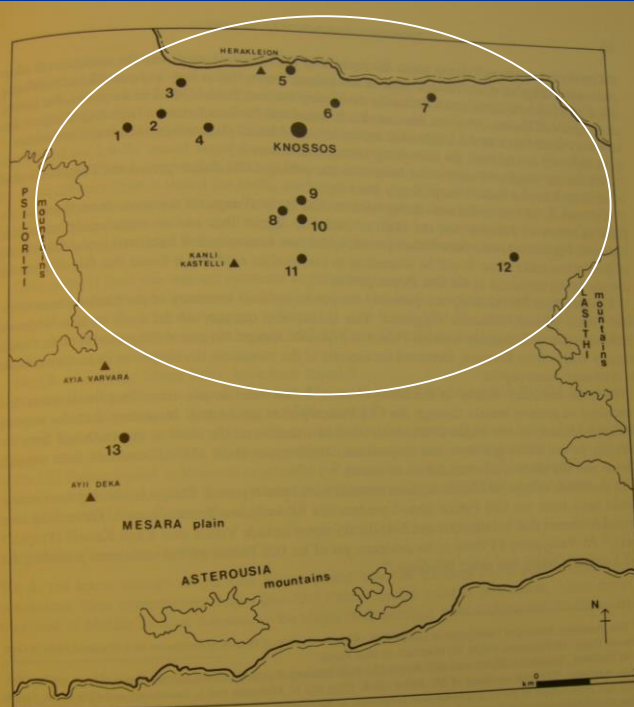 HERAKLEION
3
5
6
7
1
2
4
KNOSSOS
PSILORITI
mountains
9
8
10
KANLI
KASTELLI
11
12
LASITHI
mountains
AYIA VARVARA
13
AYII DEKA
MESARA plain
ASTEROUSIA
mountains
N
0
km